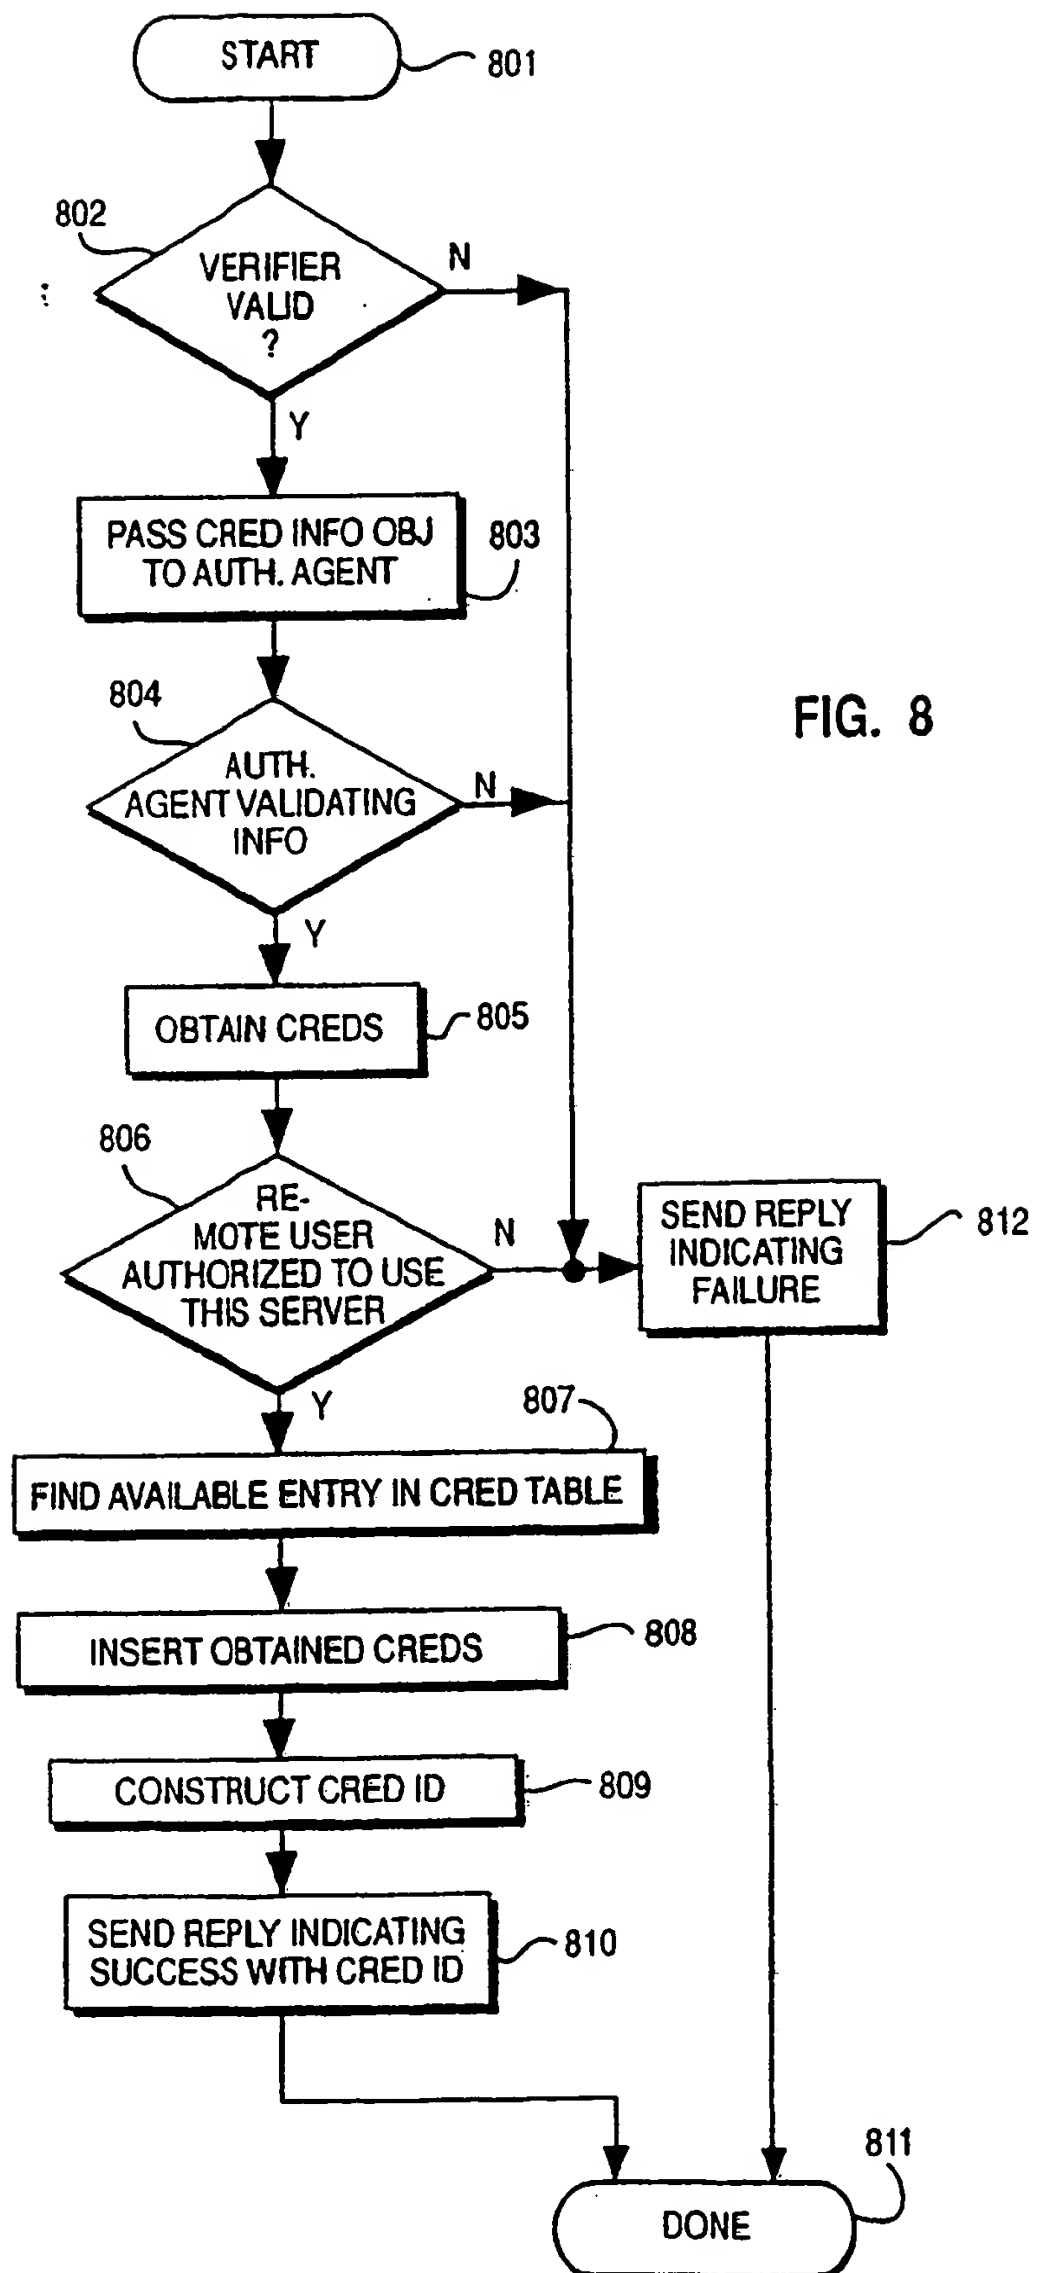 START
801
802
VERIFIER
VALID
?
N
Y
PASS CRED INFO OBJ
TO AUTH. AGENT
803
804
AUTH.
AGENT VALIDATING
INFO
N
FIG. 8
Y
OBTAIN CREDS
805
806
RE-
MOTE USER
AUTHORIZED TO USE
THIS SERVER
N
SEND REPLY
INDICATING
FAILURE
812
Y
807
FIND AVAILABLE ENTRY IN CRED TABLE
INSERT OBTAINED CREDS
808
CONSTRUCT CRED ID
809
SEND REPLY INDICATING
SUCCESS WITH CRED ID
810
811
DONE